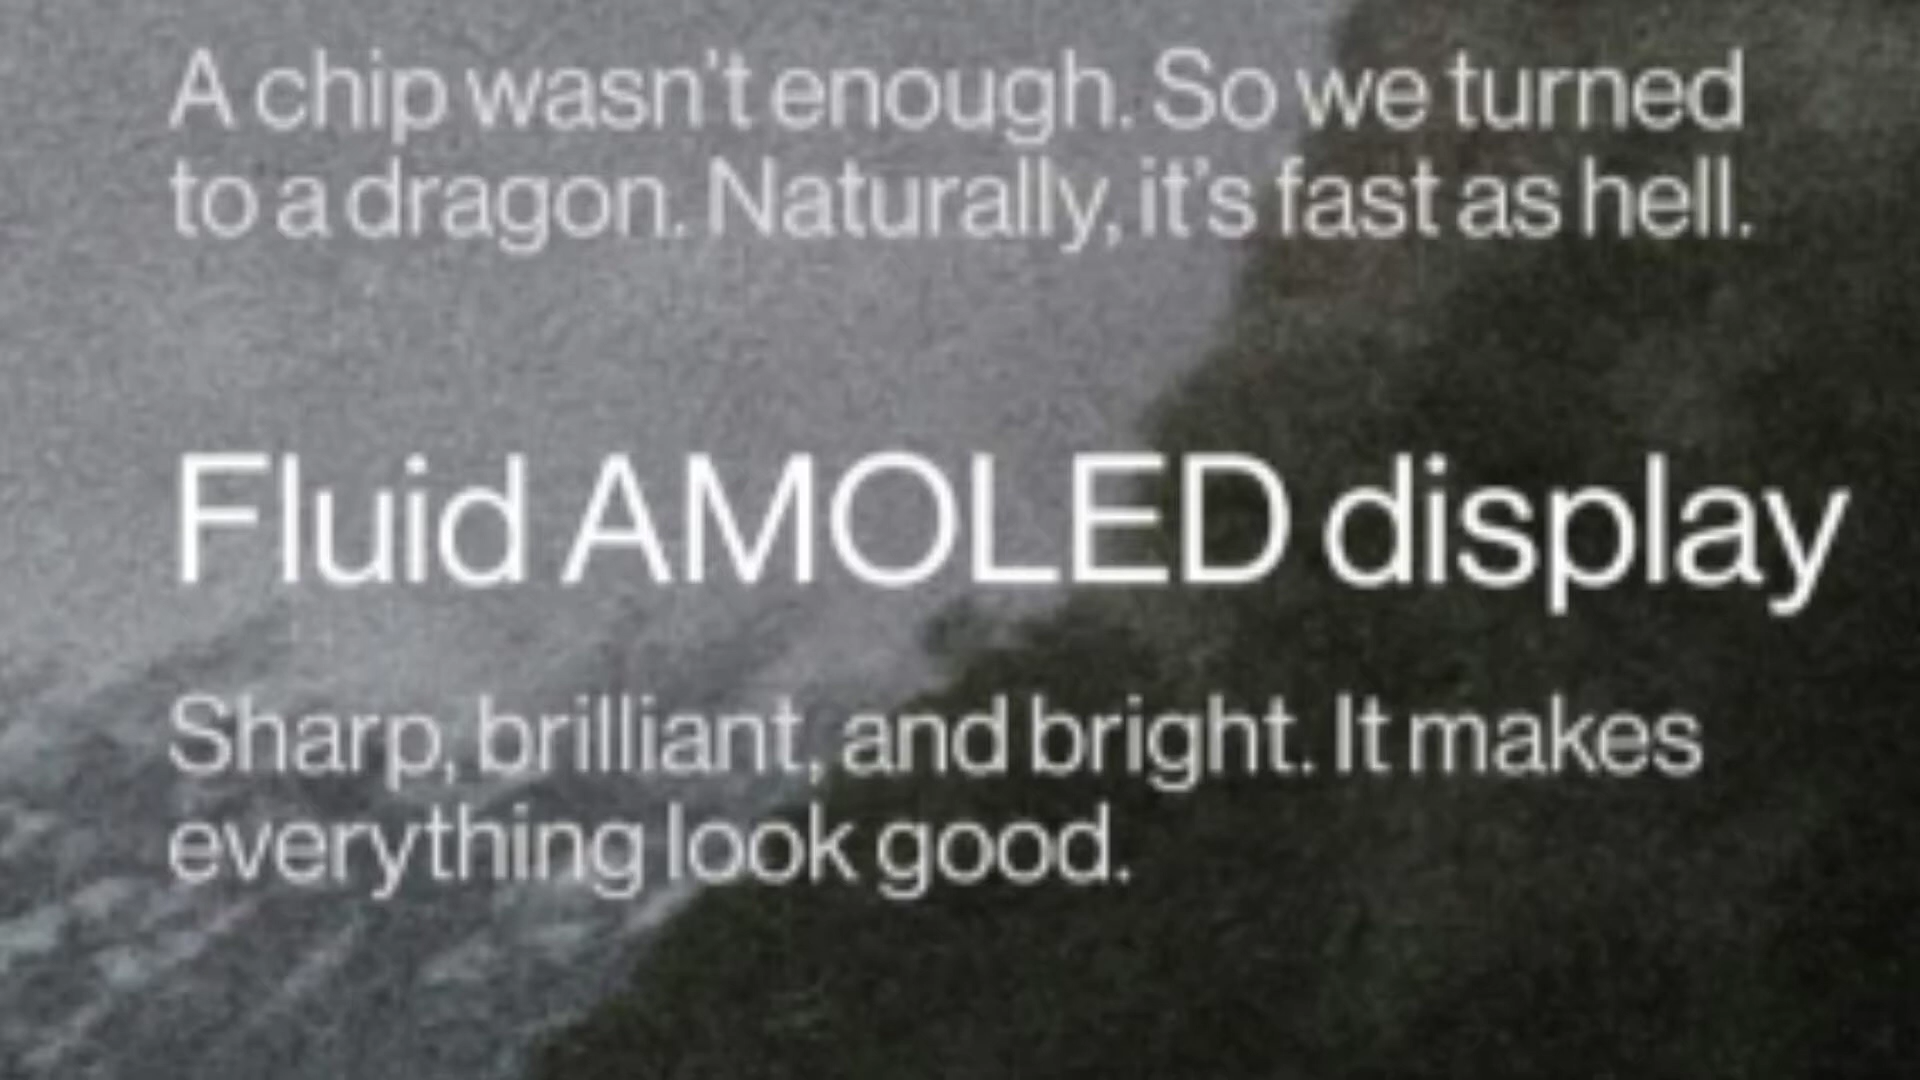 A chip wasn’t enough. So we turned
to a dragon. Naturally, it’s fast as hell.
Fluid AMOLED display
Sharp, brilliant, and bright. It makes
everything look good.